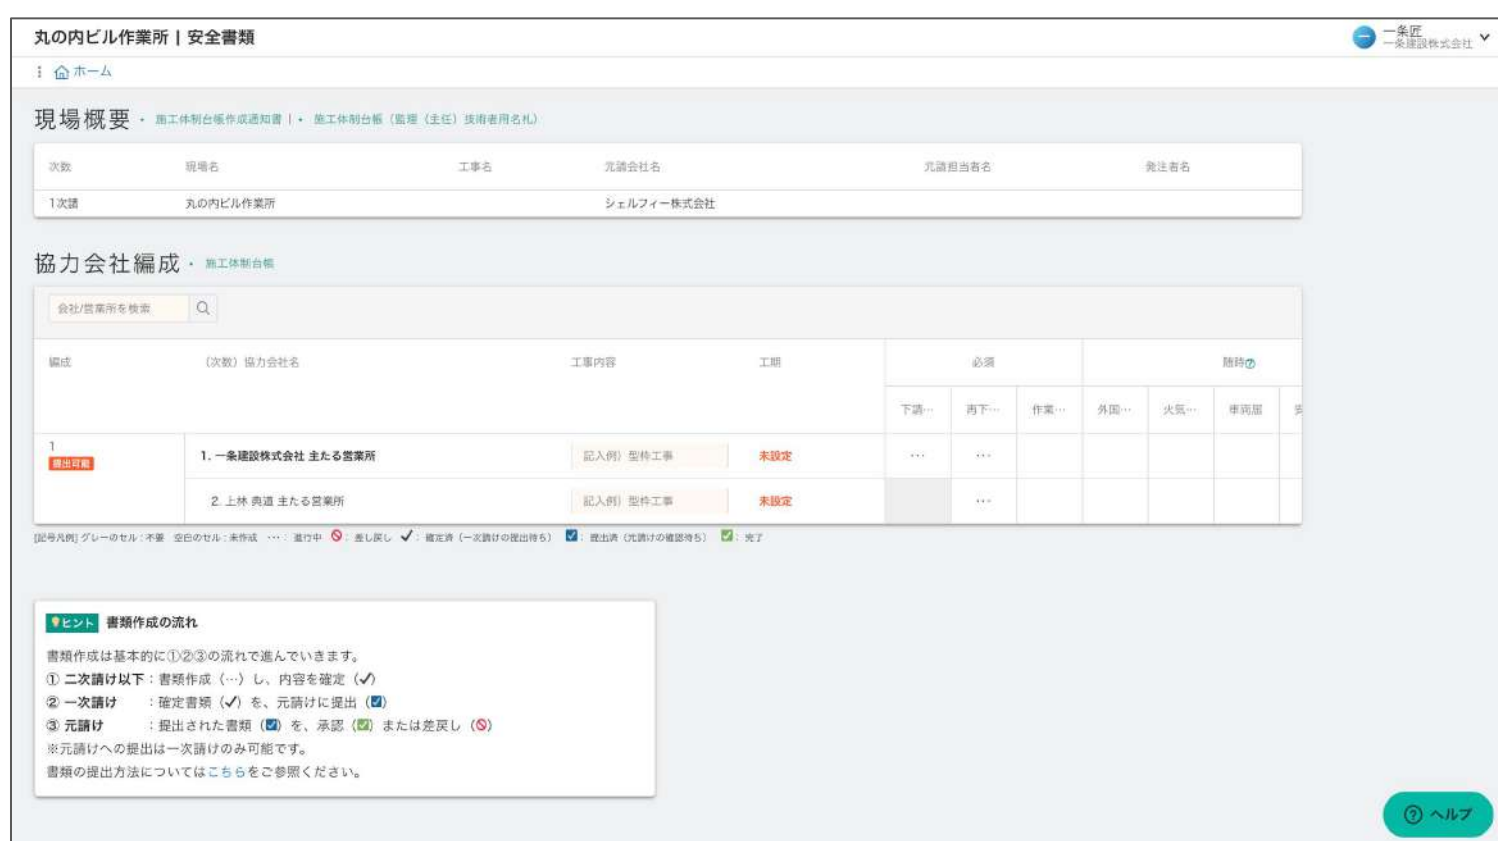 丸の内ビル作業所 | 安全書類
一条匠
一条建設株式会社
ホーム
現場概要 • 施工体制台帳作成通知書 | • 施工体制台帳（監理（主任）技術者用名札）
次数 現場名 工事名 元請会社名 元請担当者名 発注者名
1次請 丸の内ビル作業所 シェルフィー株式会社
協力会社編成 • 施工体制台帳
会社/営業所を検索
編成 （次数）協力会社名 工事内容 工期 必須 随時
下請… 再下… 作業… 外国… 火気… 車両届
1
提出可能
1. 一条建設株式会社 主たる営業所 記入例）型枠工事 未設定 … …
2. 上林 典道 主たる営業所 記入例）型枠工事 未設定 …
[記号凡例] グレーのセル : 不要 空白のセル : 未作成 … : 進行中 🚫 : 差し戻し ✓ : 確定済（一次請けの提出待ち） ☑ : 提出済（元請けの確認待ち） ✅ : 完了
ヒント 書類作成の流れ
書類作成は基本的に①②③の流れで進んでいきます。
① 二次請け以下：書類作成（…）し、内容を確定（✓）
② 一次請け ：確定書類（✓）を、元請けに提出（☑）
③ 元請け ：提出された書類（☑）を、承認（✅）または差戻し（🚫）
※元請けへの提出は一次請けのみ可能です。
書類の提出方法についてはこちらをご参照ください。
ヘルプ